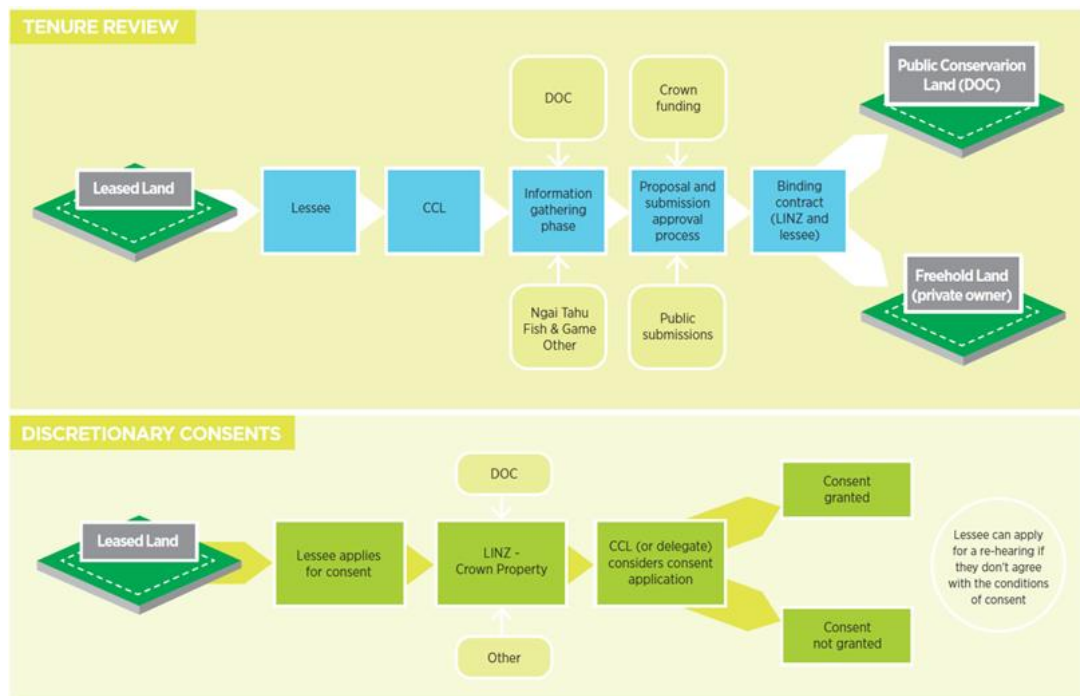 TENURE REVIEW
Leased Land
Lessee
CCL
DOC
Information
gathering
phase
Ngai Tahu
Fish & Game
Other
Crown
funding
Proposal and
submission
approval
process
Public
submissions
Binding
contract
(LINZ and
lessee)
Public Conservarion
Land (DOC)
Freehold Land
(private owner)
DISCRETIONARY CONSENTS
Leased Land
Lessee applies
for consent
DOC
LINZ -
Crown Property
Other
CCL (or delegate)
considers consent
application
Consent
granted
Consent
not granted
Lessee can apply
for a re-hearing if
they don't agree
with the conditions
of consent